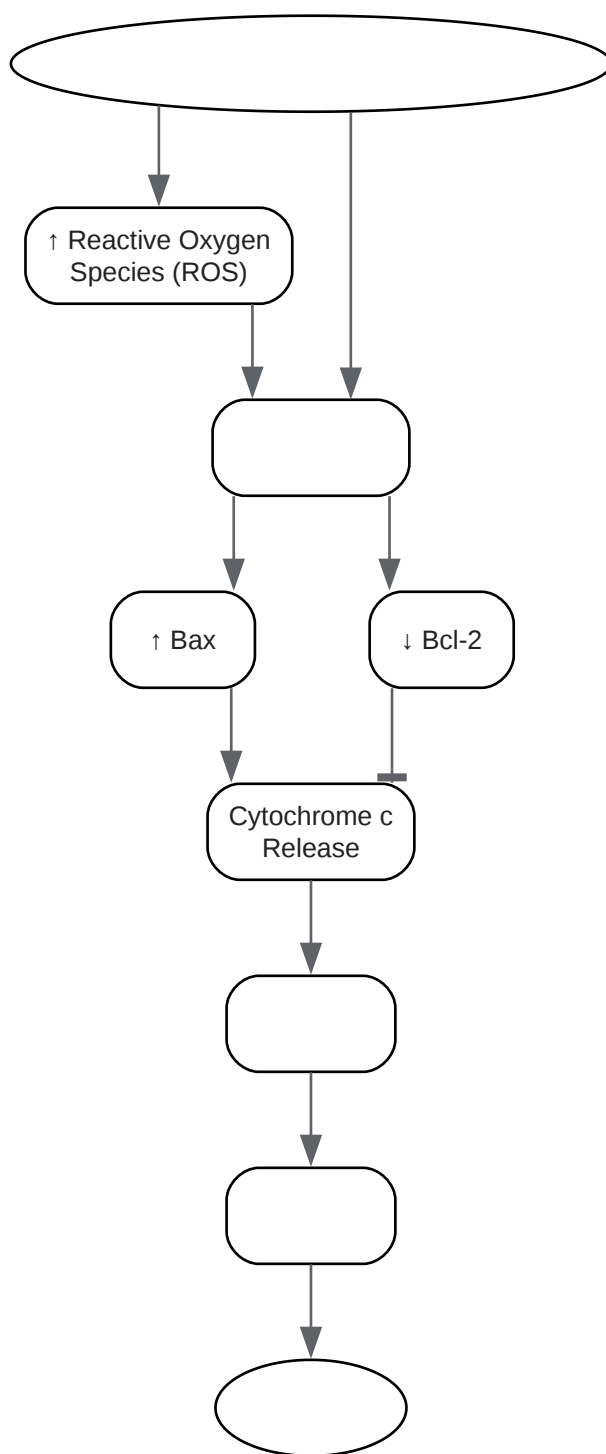 ↑ Reactive Oxygen
Species (ROS)
↑ Bax
↓ Bcl-2
Cytochrome c
Release